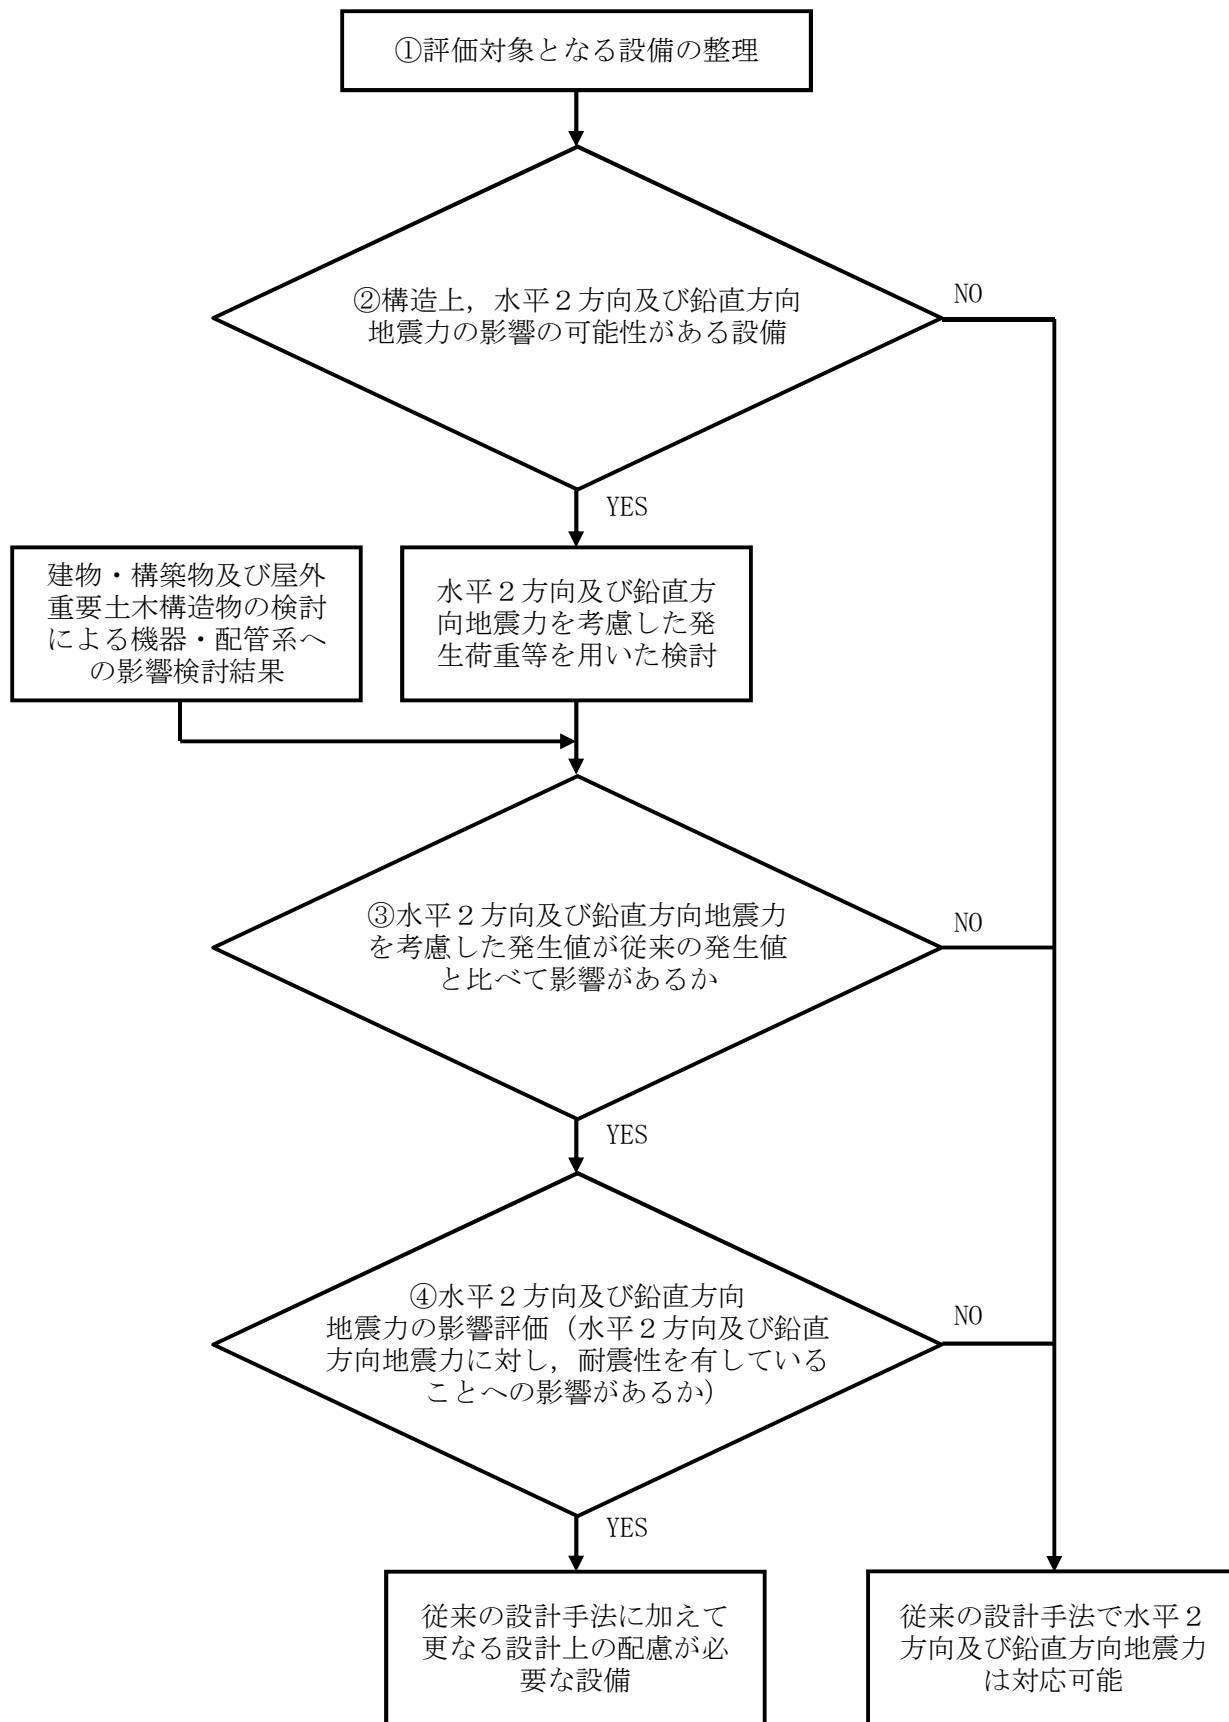 ①評価対象となる設備の整理
②構造上，水平２方向及び鉛直方向
地震力の影響の可能性がある設備
NO
YES
建物・構築物及び屋外
重要土木構造物の検討
による機器・配管系へ
の影響検討結果
水平２方向及び鉛直方
向地震力を考慮した発
生荷重等を用いた検討
③水平２方向及び鉛直方向地震力
を考慮した発生値が従来の発生値
と比べて影響があるか
NO
YES
④水平２方向及び鉛直方向
地震力の影響評価（水平２方向及び鉛直
方向地震力に対し，耐震性を有している
ことへの影響があるか）
NO
YES
従来の設計手法に加えて
更なる設計上の配慮が必
要な設備
従来の設計手法で水平２
方向及び鉛直方向地震力
は対応可能